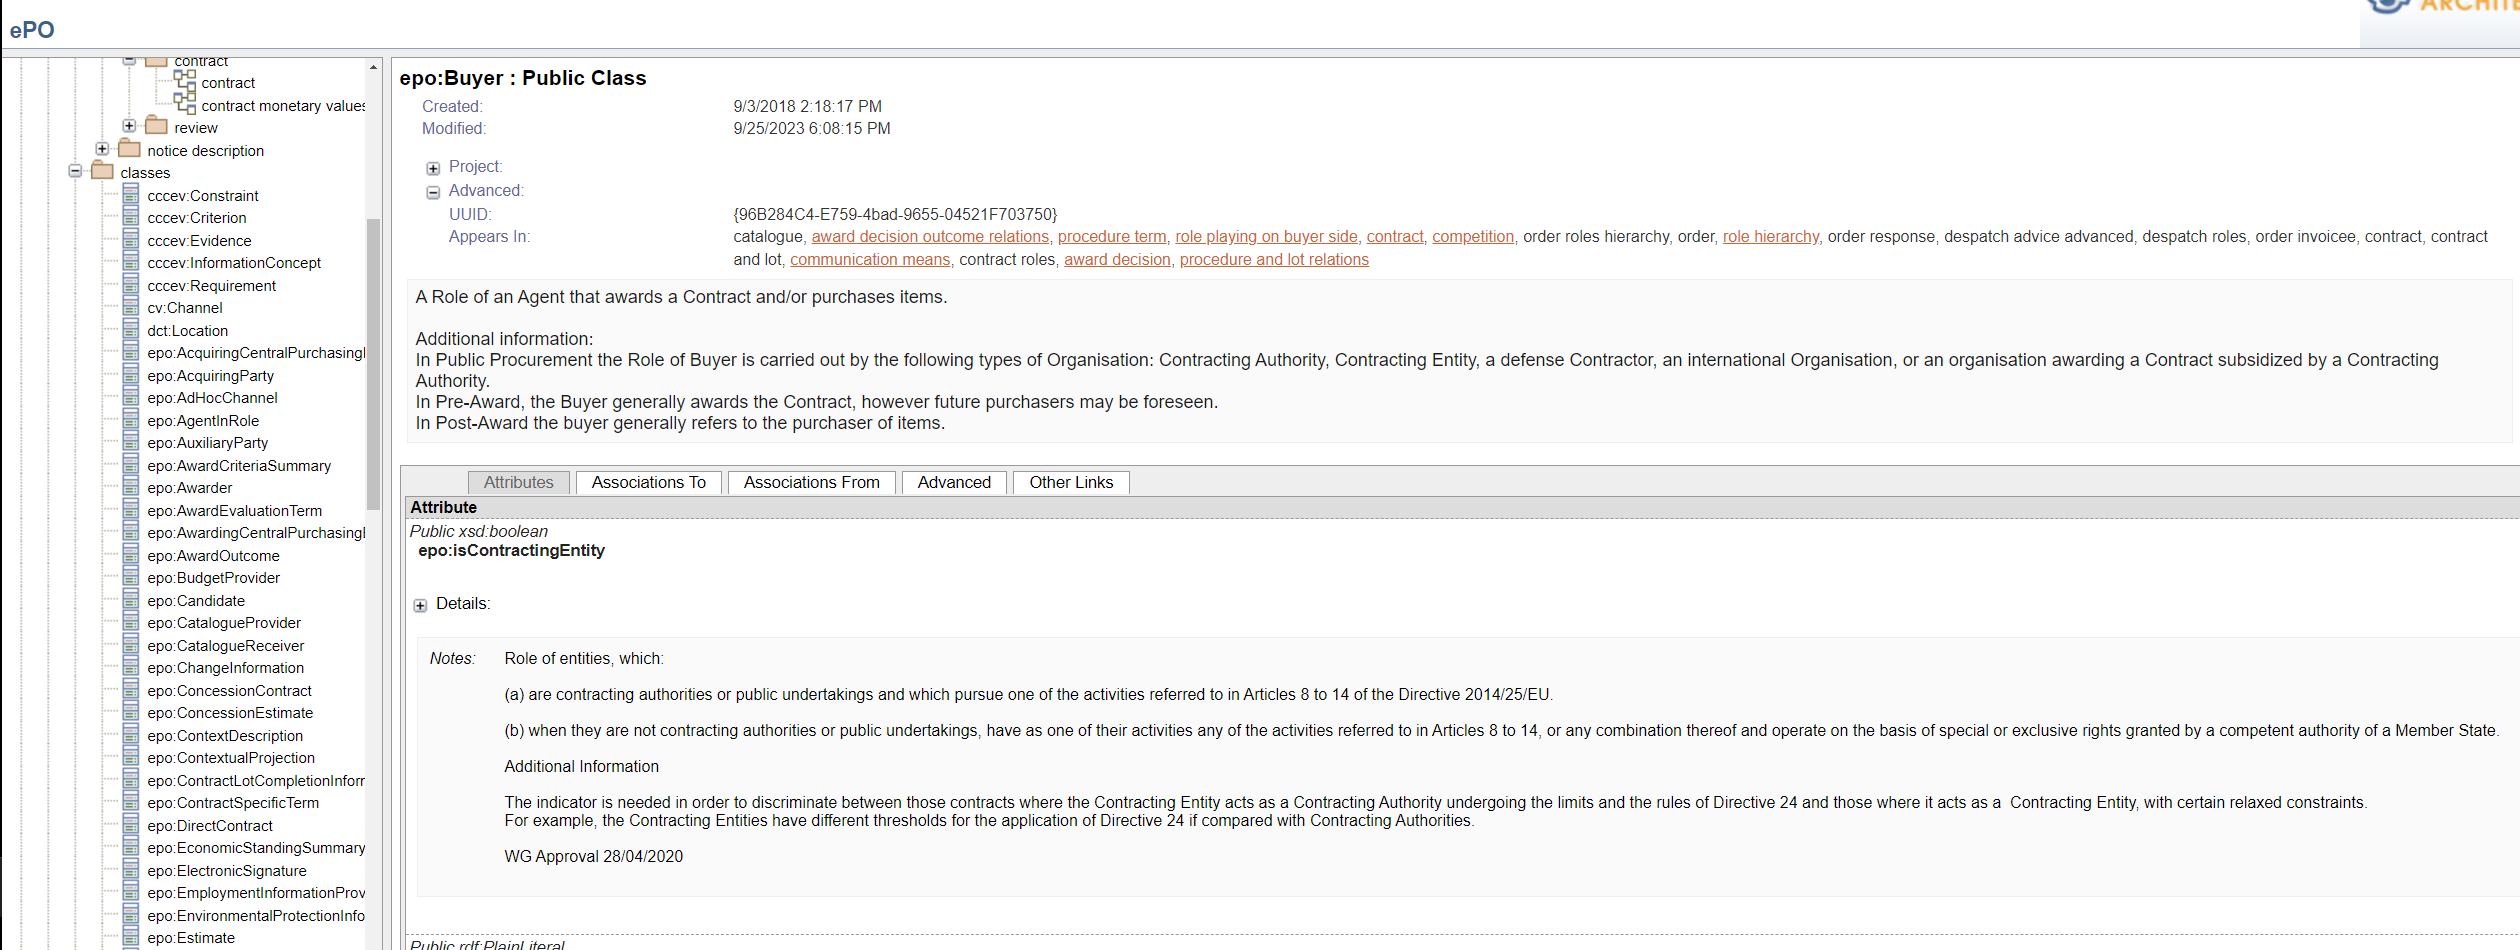 ARCHITE
ePO
contract
contract
contract monetary values
review
notice description
classes
cccev:Constraint
cccev:Criterion
cccev:Evidence
cccev:InformationConcept
cccev:Requirement
cv:Channel
dct:Location
epo:AcquiringCentralPurchasingI
epo:AcquiringParty
epo:AdHocChannel
epo:AgentInRole
epo:AuxiliaryParty
epo:AwardCriteriaSummary
epo:Awarder
epo:AwardEvaluationTerm
epo:AwardingCentralPurchasingI
epo:AwardOutcome
epo:BudgetProvider
epo:Candidate
epo:CatalogueProvider
epo:CatalogueReceiver
epo:ChangeInformation
epo:ConcessionContract
epo:ConcessionEstimate
epo:ContextDescription
epo:ContextualProjection
epo:ContractLotCompletionInforr
epo:ContractSpecificTerm
epo:DirectContract
epo:EconomicStandingSummary
epo:ElectronicSignature
epo:EmploymentInformationProv
epo:EnvironmentalProtectionInfo
epo:Estimate
epo:Buyer : Public Class
Created: 9/3/2018 2:18:17 PM
Modified: 9/25/2023 6:08:15 PM
Project:
Advanced:
UUID: {96B284C4-E759-4bad-9655-04521F703750}
Appears In: catalogue, award decision outcome relations, procedure term, role playing on buyer side, contract, competition, order roles hierarchy, order, role hierarchy, order response, despatch advice advanced, despatch roles, order invoicee, contract, contract
and lot, communication means, contract roles, award decision, procedure and lot relations
A Role of an Agent that awards a Contract and/or purchases items.
Additional information:
In Public Procurement the Role of Buyer is carried out by the following types of Organisation: Contracting Authority, Contracting Entity, a defense Contractor, an international Organisation, or an organisation awarding a Contract subsidized by a Contracting
Authority.
In Pre-Award, the Buyer generally awards the Contract, however future purchasers may be foreseen.
In Post-Award the buyer generally refers to the purchaser of items.
Attributes Associations To Associations From Advanced Other Links
Attribute
Public xsd:boolean
epo:isContractingEntity
Details:
Notes: Role of entities, which:
(a) are contracting authorities or public undertakings and which pursue one of the activities referred to in Articles 8 to 14 of the Directive 2014/25/EU.
(b) when they are not contracting authorities or public undertakings, have as one of their activities any of the activities referred to in Articles 8 to 14, or any combination thereof and operate on the basis of special or exclusive rights granted by a competent authority of a Member State.
Additional Information
The indicator is needed in order to discriminate between those contracts where the Contracting Entity acts as a Contracting Authority undergoing the limits and the rules of Directive 24 and those where it acts as a Contracting Entity, with certain relaxed constraints.
For example, the Contracting Entities have different thresholds for the application of Directive 24 if compared with Contracting Authorities.
WG Approval 28/04/2020
Public rdf:PlainLiteral